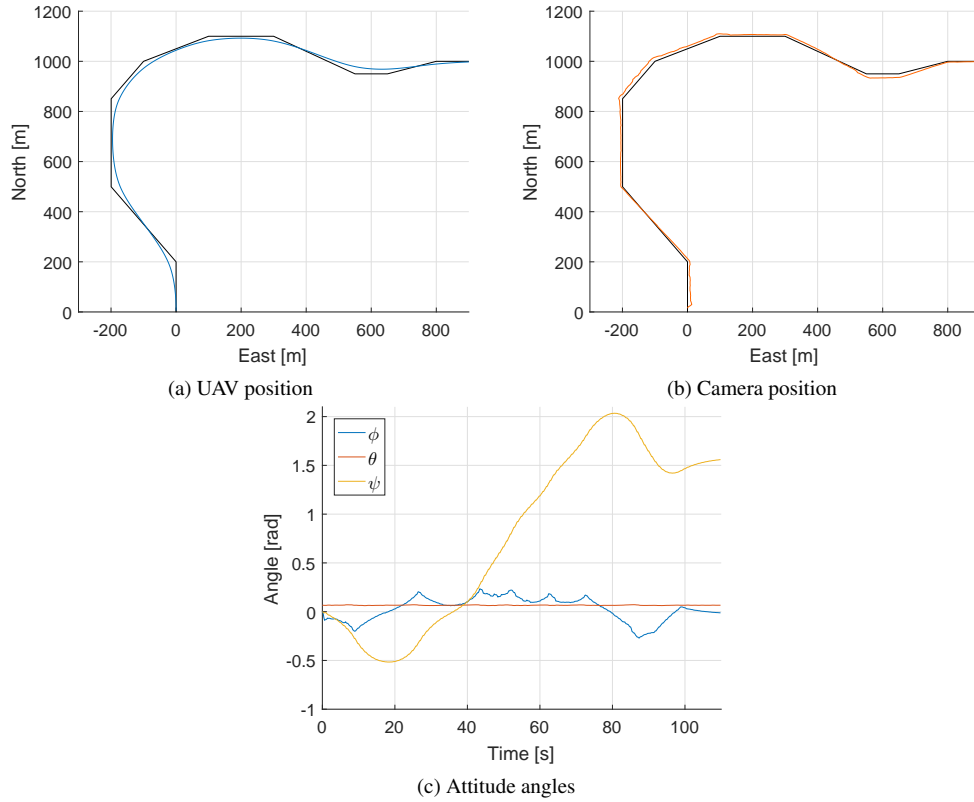 1200
1000
800
600
400
200
0
North [m]
-200 0 200 400 600 800
East [m]
(a) UAV position
1200
1000
800
600
400
200
0
North [m]
-200 0 200 400 600 800
East [m]
(b) Camera position
2
1.5
1
0.5
0
-0.5
-1
Angle [rad]
ϕ
θ
ψ
0 20 40 60 80 100
Time [s]
(c) Attitude angles